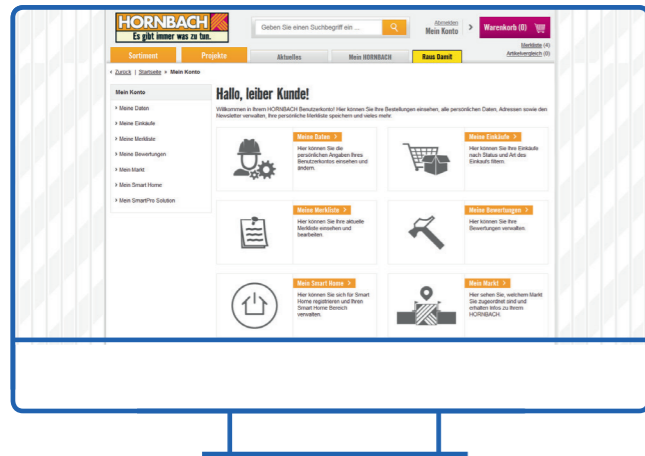 HORNBACH
Es gibt immer was zu tun.
Geben Sie einen Suchbegriff ein ...
Abmelden
Mein Konto
Warenkorb (0)
Merkliste (4)
Artikelvergleich (0)
Sortiment
Projekte
Aktuelles
Mein HORNBACH
Raus Damit
Zurück | Startseite > Mein Konto
Mein Konto
> Meine Daten
> Meine Einkäufe
> Meine Merkliste
> Meine Bewertungen
> Mein Markt
> Mein Smart Home
> Mein SmartPro Solution
Hallo, leiber Kunde!
Willkommen in Ihrem HORNBACH Benutzerkonto! Hier können Sie Ihre Bestellungen einsehen, alle persönlichen Daten, Adressen sowie den
Newsletter verwalten, Ihre persönliche Merkliste speichern und vieles mehr.
Meine Daten >
Hier können Sie die
persönlichen Angaben Ihres
Benutzerkontos einsehen und
ändern.
Meine Einkäufe >
Hier können Sie Ihre Einkäufe
nach Status und Art des
Einkaufs filtern.
Meine Merkliste >
Hier können Sie Ihre aktuelle
Merkliste einsehen und
bearbeiten.
Meine Bewertungen >
Hier können Sie Ihre
Bewertungen verwalten.
Mein Smart Home >
Hier können Sie sich für Smart
Home registrieren und Ihren
Smart Home Bereich
verwalten.
Mein Markt >
Hier sehen Sie, welchem Markt
Sie zugeordnet sind und
erhalten Infos zu Ihrem
HORNBACH.